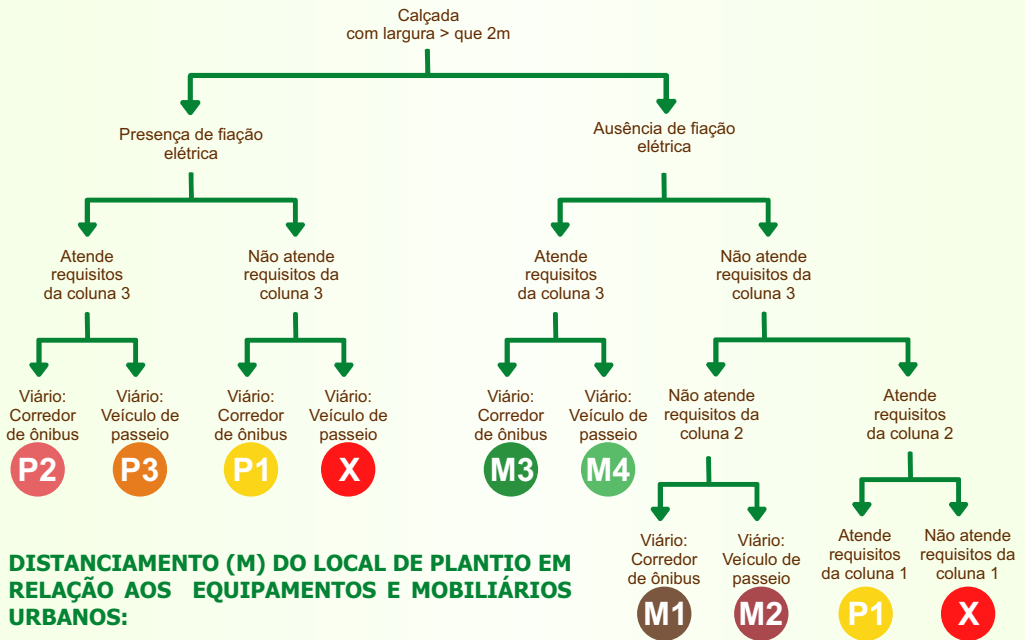 Calçada
com largura > que 2m
Presença de fiação
elétrica
Ausência de fiação
elétrica
Atende
requisitos
da coluna 3
Não atende
requisitos da
coluna 3
Atende
requisitos
da coluna 3
Não atende
requisitos da
coluna 3
Viário:
Corredor
de ônibus
P2
Viário:
Veículo de
passeio
P3
Viário:
Corredor
de ônibus
P1
Viário:
Veículo de
passeio
X
Viário:
Corredor
de ônibus
M3
Viário:
Veículo de
passeio
M4
Não atende
requisitos da
coluna 2
Atende
requisitos
da coluna 2
Viário:
Corredor
de ônibus
M1
Viário:
Veículo de
passeio
M2
Atende
requisitos
da coluna 1
P1
Não atende
requisitos da
coluna 1
X
DISTANCIAMENTO (M) DO LOCAL DE PLANTIO EM
RELAÇÃO AOS EQUIPAMENTOS E MOBILIÁRIOS
URBANOS: